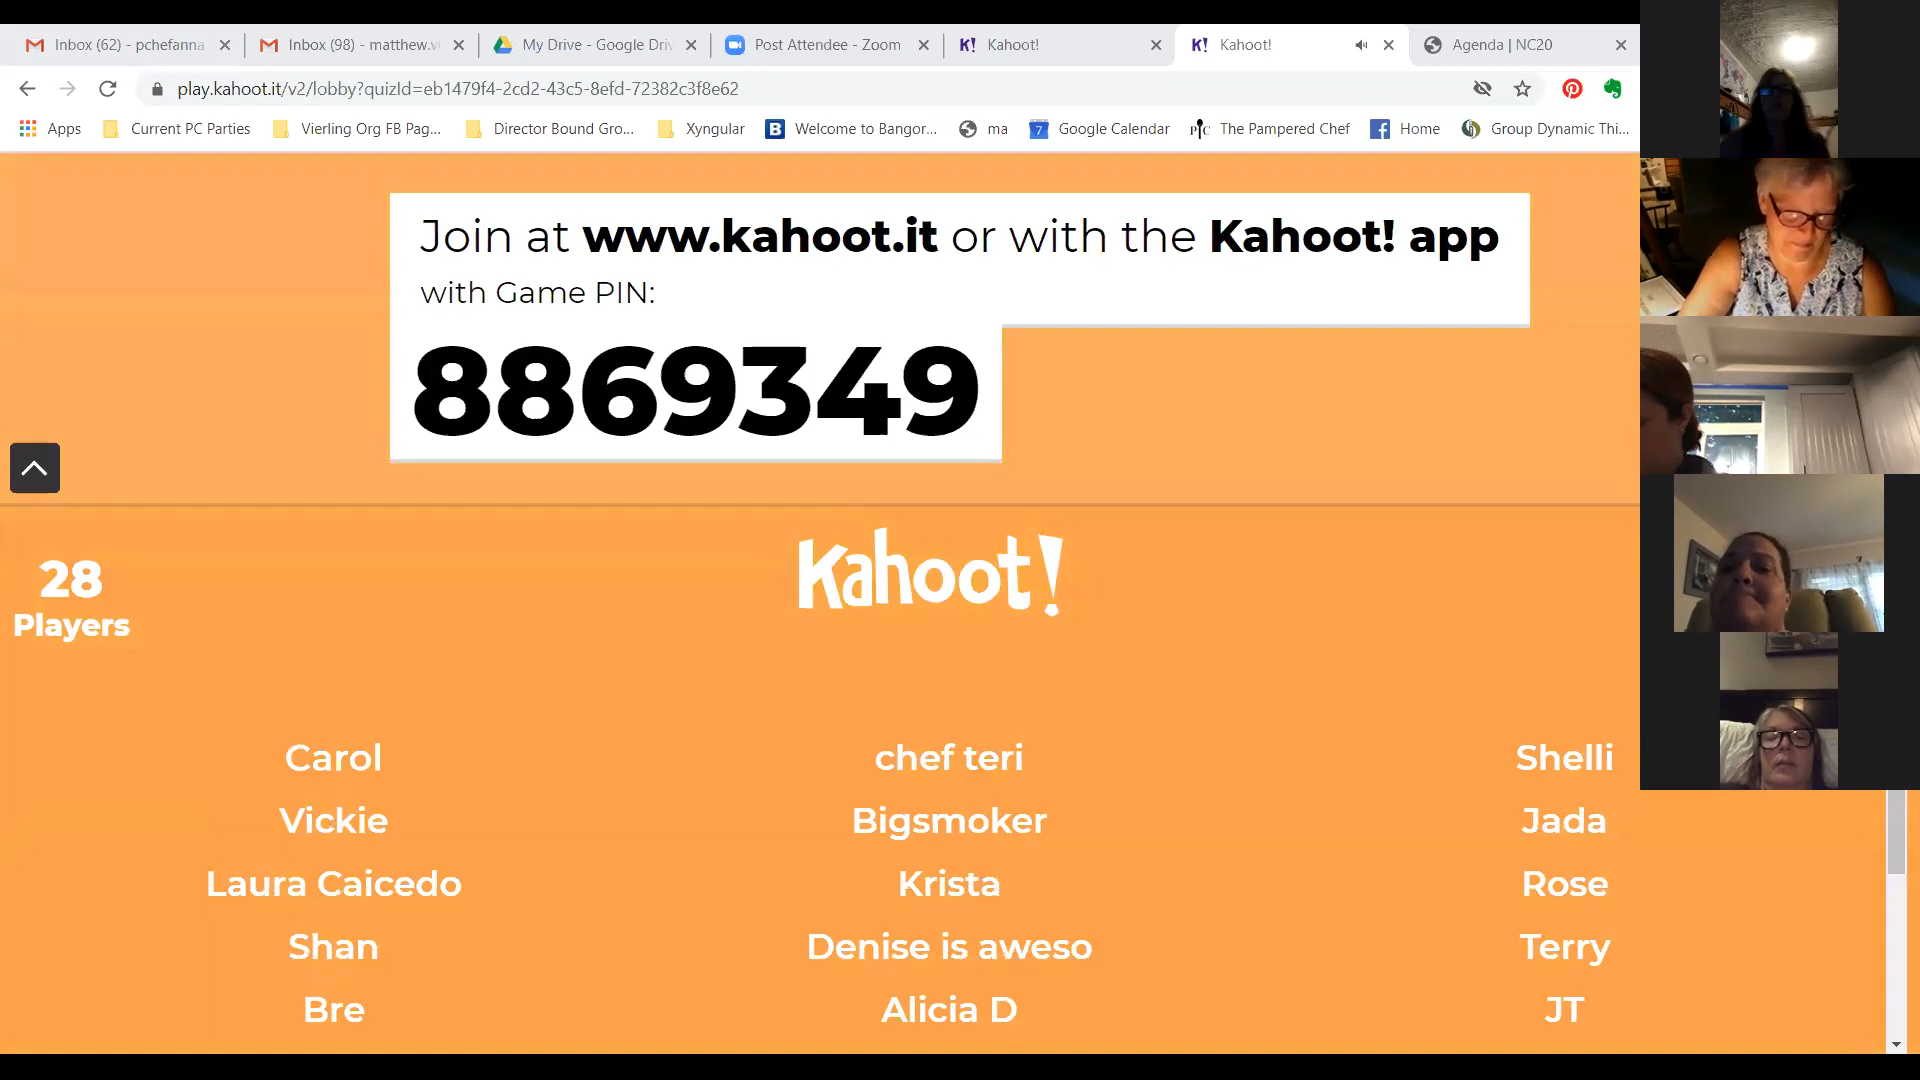 Inbox (62) - pchefanna
Inbox (98) - matthew.vi
My Drive - Google Driv
Post Attendee - Zoom
K! Kahoot!
K! Kahoot!
Agenda | NC20
play.kahoot.it/v2/lobby?quizId=eb1479f4-2cd2-43c5-8efd-72382c3f8e62
Apps
Current PC Parties
Vierling Org FB Pag...
Director Bound Gro...
Xyngular
B Welcome to Bangor...
ma
7 Google Calendar
The Pampered Chef
Home
Group Dynamic Thi...
Join at www.kahoot.it or with the Kahoot! app
with Game PIN:
8869349
28
Players
Kahoot!
Carol chef teri Shelli
Vickie Bigsmoker Jada
Laura Caicedo Krista Rose
Shan Denise is aweso Terry
Bre Alicia D JT